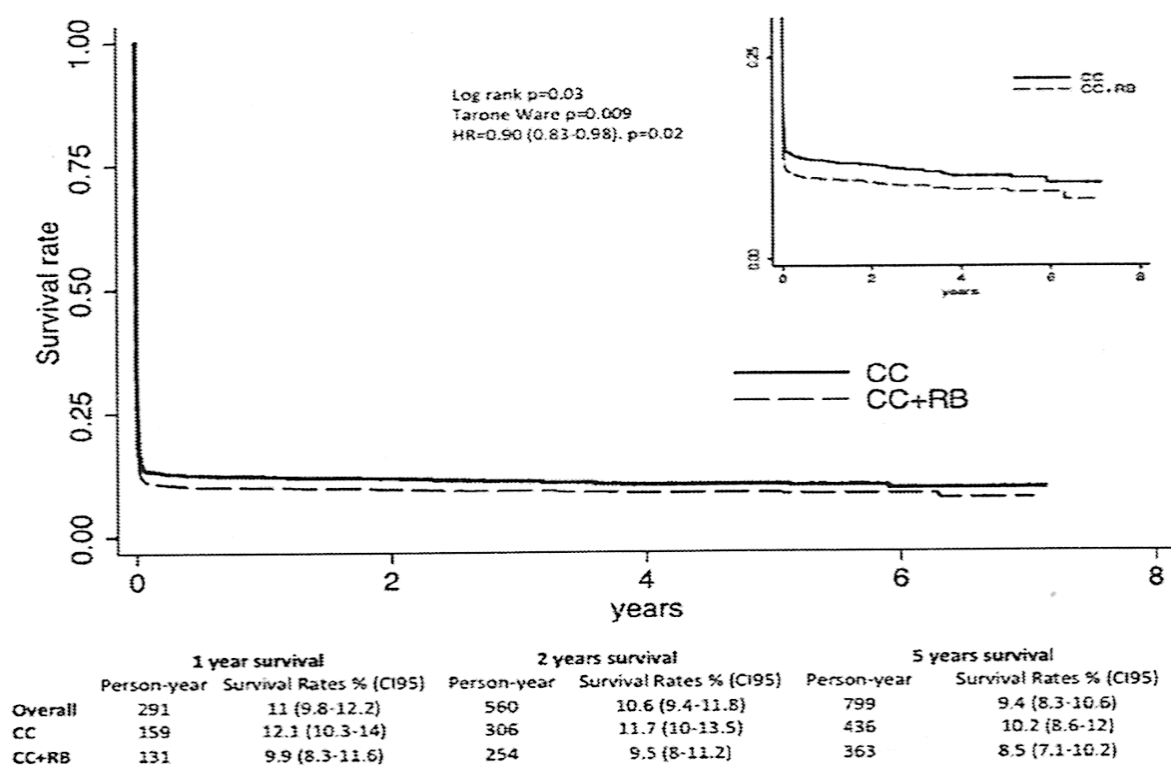 1.00
0.75
0.50
0.25
0.00
Survival rate
Log rank p=0.03
Tarone Ware p=0.009
HR=0.90 (0.83-0.98). p=0.02
0.25
0.00
CC
CC+RB
0 2 4 6 8
years
CC
CC+RB
0 2 4 6 8
years
1 year survival 2 years survival 5 years survival
Person-year Survival Rates % (CI95) Person-year Survival Rates % (CI95) Person-year Survival Rates % (CI95)
Overall 291 11 (9.8-12.2) 560 10.6 (9.4-11.8) 799 9.4 (8.3-10.6)
CC 159 12.1 (10.3-14) 306 11.7 (10-13.5) 436 10.2 (8.6-12)
CC+RB 131 9.9 (8.3-11.6) 254 9.5 (8-11.2) 363 8.5 (7.1-10.2)